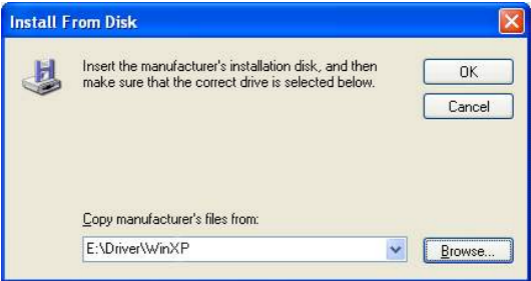 Install From Disk
Insert the manufacturer's installation disk, and then
make sure that the correct drive is selected below.
OK
Cancel
Copy manufacturer's files from:
E:\Driver\WinXP
Browse...